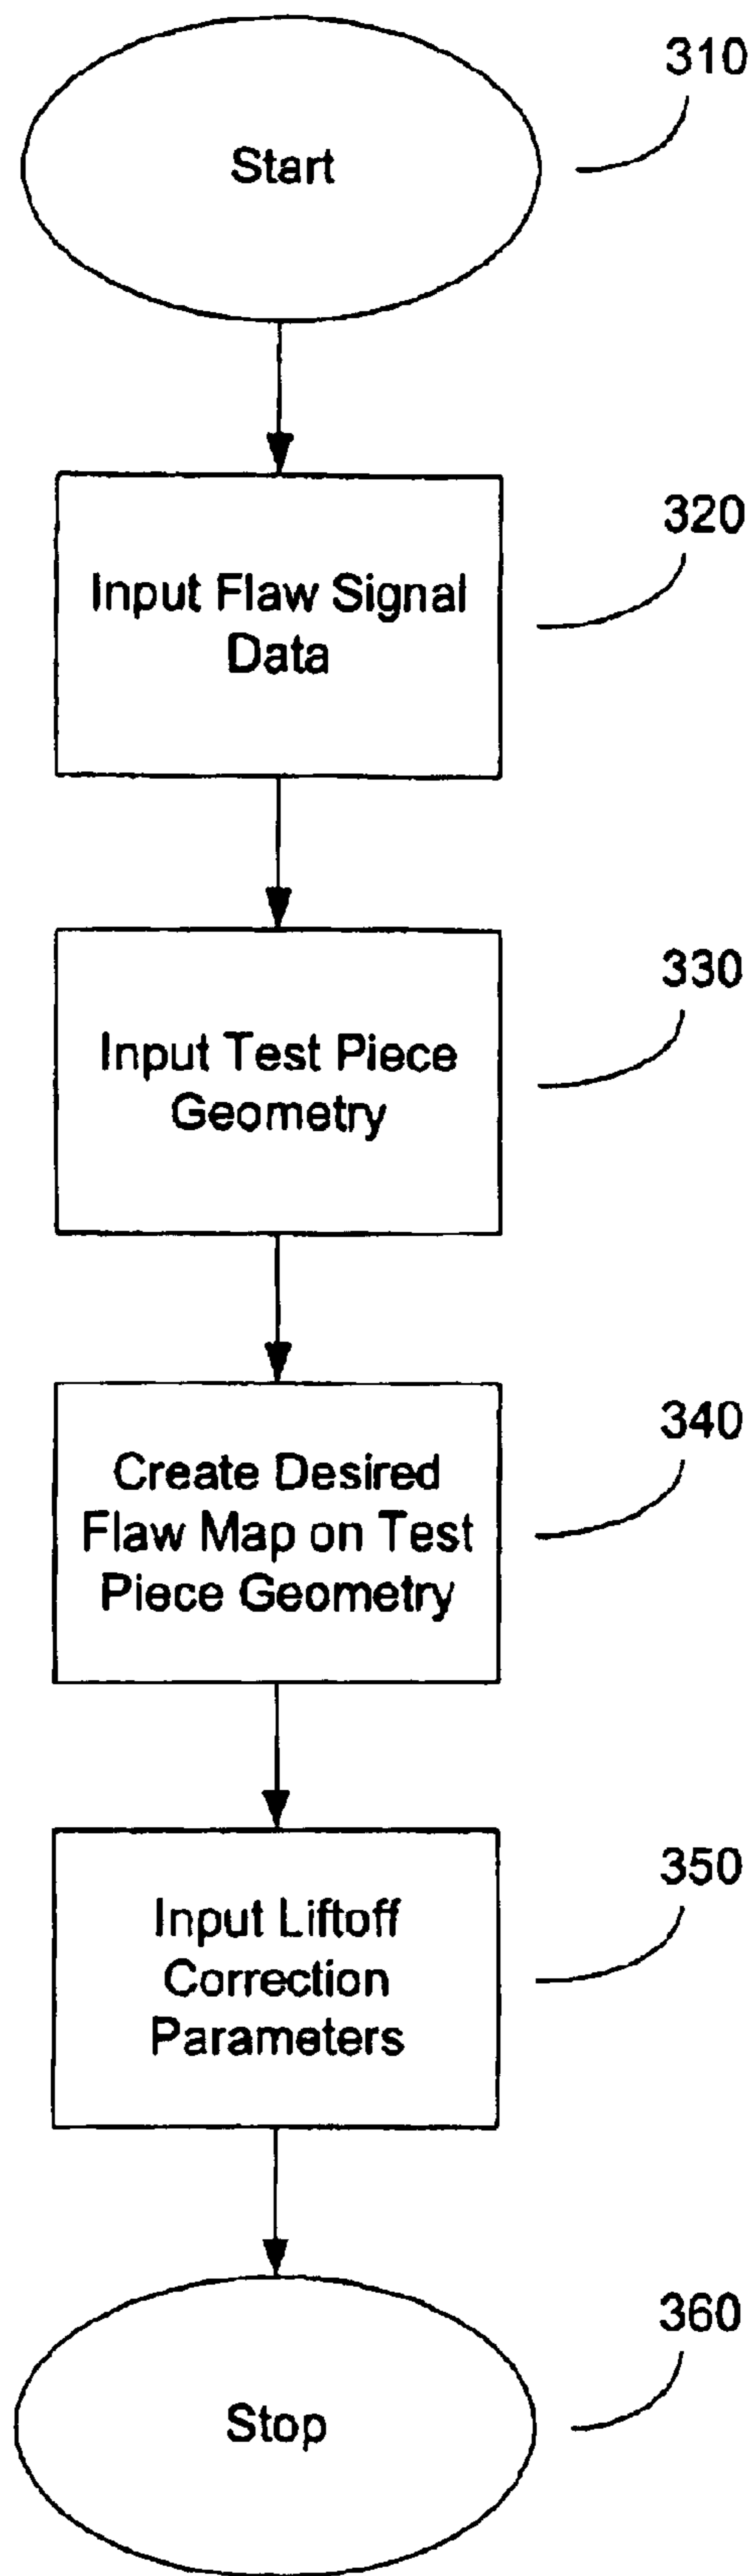 310
Start
320
Input Flaw Signal
Data
330
Input Test Piece
Geometry
340
Create Desired
Flaw Map on Test
Piece Geometry
350
Input Liftoff
Correction
Parameters
360
Stop